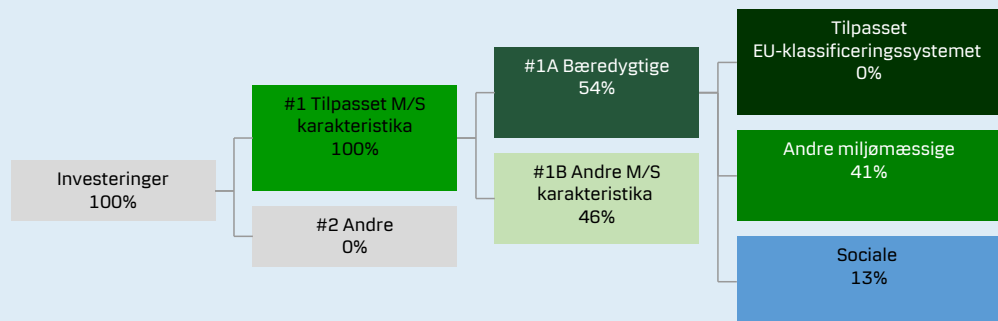 Investeringer
100%
#1 Tilpasset M/S
karakteristika
100%
#2 Andre
0%
#1A Bæredygtige
54%
#1B Andre M/S
karakteristika
46%
Tilpasset
EU-klassificeringssystemet
0%
Andre miljømæssige
41%
Sociale
13%